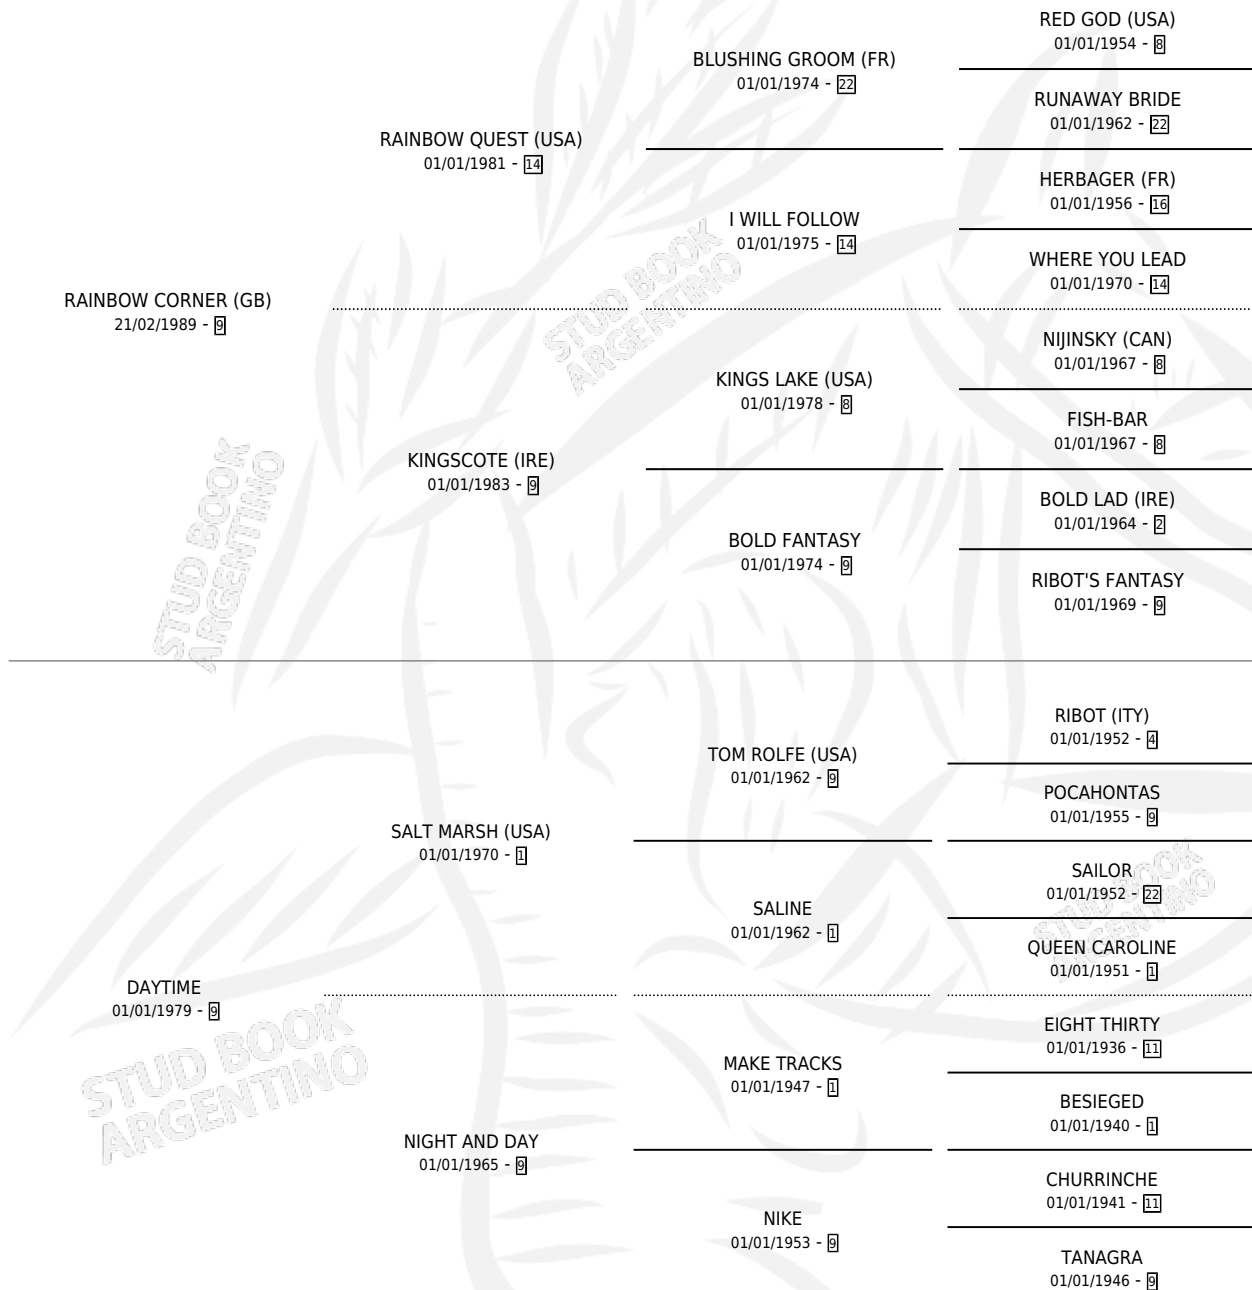 RED GOD (USA)
01/01/1954 - 8
BLUSHING GROOM (FR)
01/01/1974 - 22
RUNAWAY BRIDE
01/01/1962 - 22
RAINBOW QUEST (USA)
01/01/1981 - 14
HERBAGER (FR)
01/01/1956 - 16
I WILL FOLLOW
01/01/1975 - 14
WHERE YOU LEAD
01/01/1970 - 14
RAINBOW CORNER (GB)
21/02/1989 - 9
NIJINSKY (CAN)
01/01/1967 - 8
KINGS LAKE (USA)
01/01/1978 - 8
FISH-BAR
01/01/1967 - 8
KINGSCOTE (IRE)
01/01/1983 - 9
BOLD LAD (IRE)
01/01/1964 - 2
BOLD FANTASY
01/01/1974 - 9
RIBOT'S FANTASY
01/01/1969 - 9
RIBOT (ITY)
01/01/1952 - 4
TOM ROLFE (USA)
01/01/1962 - 9
POCAHONTAS
01/01/1955 - 9
SALT MARSH (USA)
01/01/1970 - 1
SAILOR
01/01/1952 - 22
SALINE
01/01/1962 - 1
QUEEN CAROLINE
01/01/1951 - 1
DAYTIME
01/01/1979 - 9
EIGHT THIRTY
01/01/1936 - 11
MAKE TRACKS
01/01/1947 - 1
BESIEGED
01/01/1940 - 1
NIGHT AND DAY
01/01/1965 - 9
CHURRINCHE
01/01/1941 - 11
NIKE
01/01/1953 - 9
TANAGRA
01/01/1946 - 9
STUD BOOK
ARGENTINO
STUD BOOK
ARGENTINO
STUD BOOK
ARGENTINO
STUD BOOK
ARGENTINO